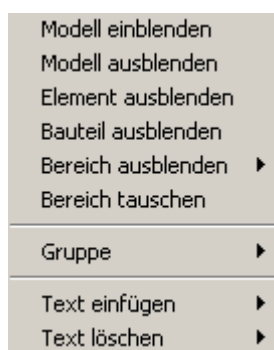 Modell einblenden
Modell ausblenden
Element ausblenden
Bauteil ausblenden
Bereich ausblenden
Bereich tauschen
Gruppe
Text einfügen
Text löschen